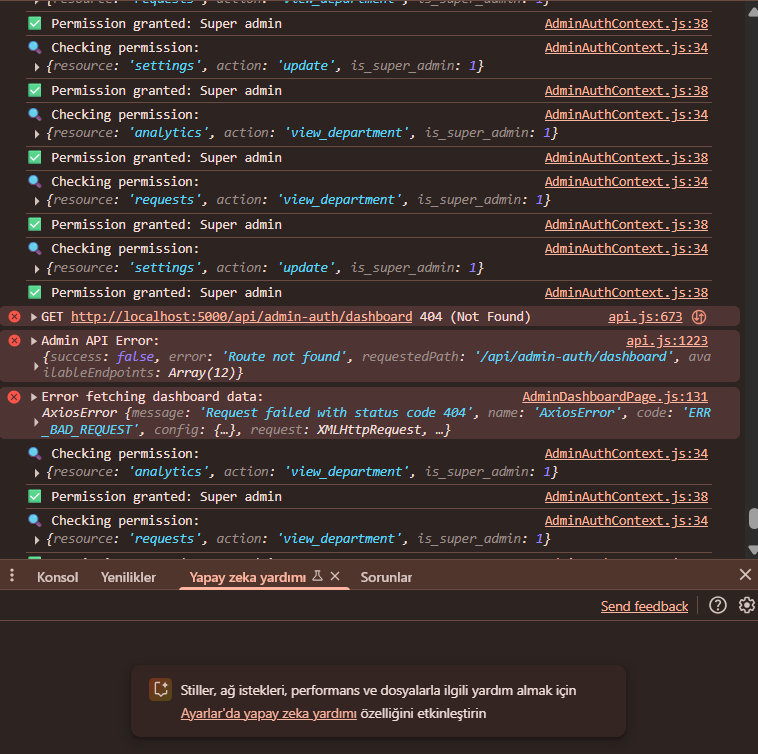 ✅ Permission granted: Super admin AdminAuthContext.js:38
🔍 Checking permission: AdminAuthContext.js:34
{resource: 'settings', action: 'update', is_super_admin: 1}
✅ Permission granted: Super admin AdminAuthContext.js:38
🔍 Checking permission: AdminAuthContext.js:34
{resource: 'analytics', action: 'view_department', is_super_admin: 1}
✅ Permission granted: Super admin AdminAuthContext.js:38
🔍 Checking permission: AdminAuthContext.js:34
{resource: 'requests', action: 'view_department', is_super_admin: 1}
✅ Permission granted: Super admin AdminAuthContext.js:38
🔍 Checking permission: AdminAuthContext.js:34
{resource: 'settings', action: 'update', is_super_admin: 1}
✅ Permission granted: Super admin AdminAuthContext.js:38
GET http://localhost:5000/api/admin-auth/dashboard 404 (Not Found) api.js:673
Admin API Error: api.js:1223
{success: false, error: 'Route not found', requestedPath: '/api/admin-auth/dashboard', ava
ilableEndpoints: Array(12)}
Error fetching dashboard data: AdminDashboardPage.js:131
AxiosError {message: 'Request failed with status code 404', name: 'AxiosError', code: 'ERR
_BAD_REQUEST', config: {…}, request: XMLHttpRequest, …}
🔍 Checking permission: AdminAuthContext.js:34
{resource: 'analytics', action: 'view_department', is_super_admin: 1}
✅ Permission granted: Super admin AdminAuthContext.js:38
🔍 Checking permission: AdminAuthContext.js:34
{resource: 'requests', action: 'view_department', is_super_admin: 1}
Konsol Yenilikler Yapay zeka yardımı Sorunlar
Send feedback
Stiller, ağ istekleri, performans ve dosyalarla ilgili yardım almak için
Ayarlar'da yapay zeka yardımı özelliğini etkinleştirin